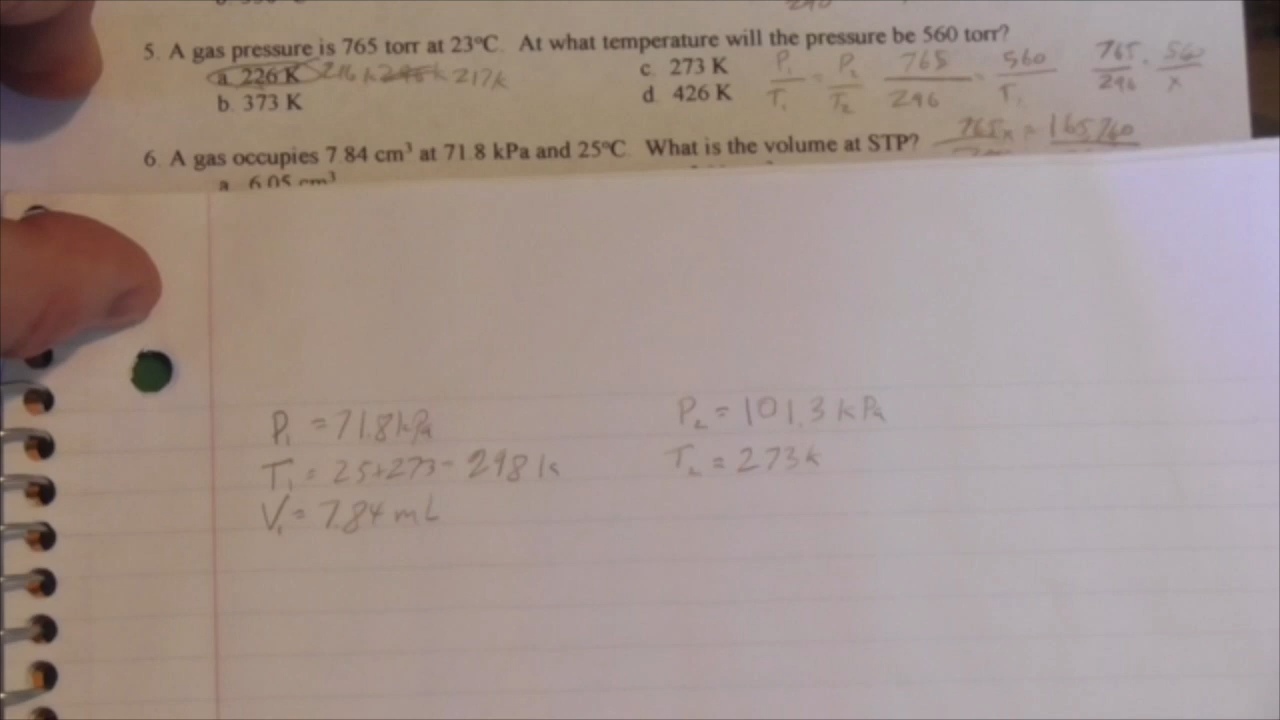 5. A gas pressure is 765 torr at 23°C. At what temperature will the pressure be 560 torr?
a. 226 K 216 k 217k
c. 273 K
b. 373 K
d. 426 K
P₁/T₁ = P₂/T₂ 765/296 = 560/T₁ 765/296 · 560/x
6. A gas occupies 7.84 cm³ at 71.8 kPa and 25°C. What is the volume at STP?
765x = 165760
a. 6.05 cm³
P₁ = 71.8 kPa
T₁ = 25+273 = 298 k
V₁ = 7.84 mL
P₂ = 101.3 kPa
T₂ = 273 k